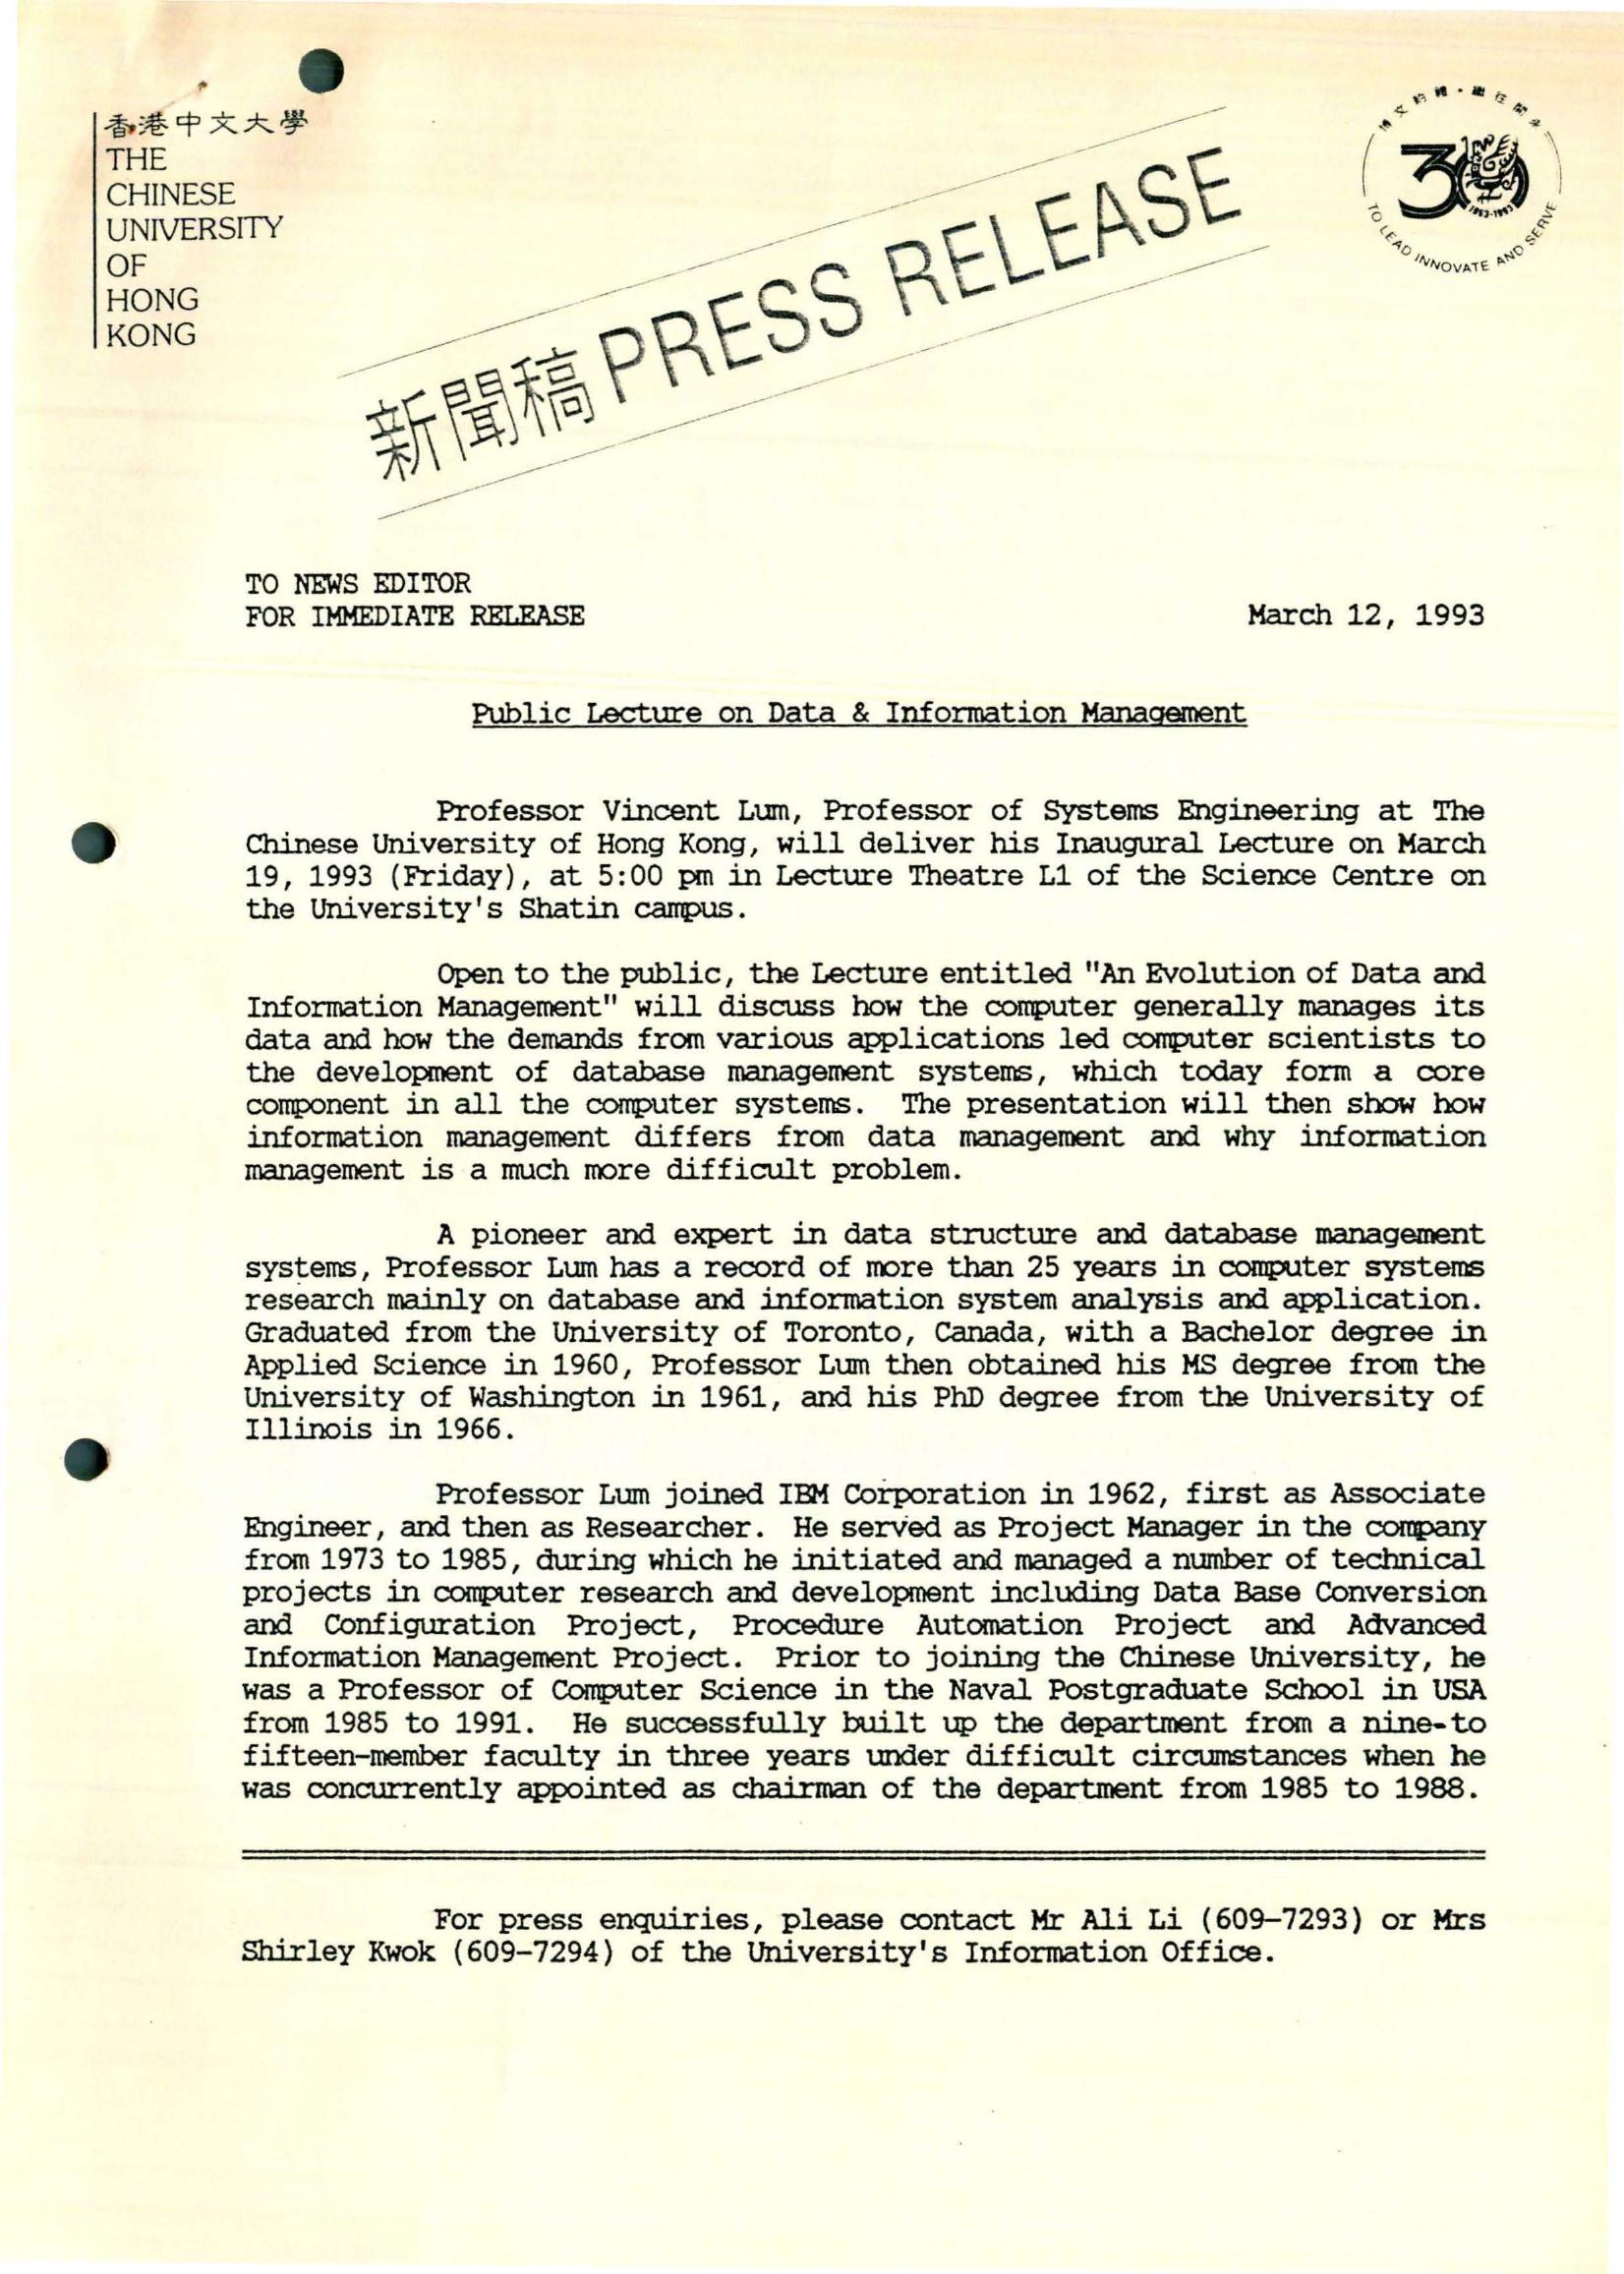 香港中文大學
THE
CHINESE
UNIVERSITY
OF
HONG
KONG
新聞稿 PRESS RELEASE
博文約禮·繼往開來
30
1963-1993
TO LEAD INNOVATE AND SERVE
TO NEWS EDITOR
FOR IMMEDIATE RELEASE March 12, 1993
Public Lecture on Data & Information Management
Professor Vincent Lum, Professor of Systems Engineering at The
Chinese University of Hong Kong, will deliver his Inaugural Lecture on March
19, 1993 (Friday), at 5:00 pm in Lecture Theatre L1 of the Science Centre on
the University's Shatin campus.
Open to the public, the Lecture entitled "An Evolution of Data and
Information Management" will discuss how the computer generally manages its
data and how the demands from various applications led computer scientists to
the development of database management systems, which today form a core
component in all the computer systems. The presentation will then show how
information management differs from data management and why information
management is a much more difficult problem.
A pioneer and expert in data structure and database management
systems, Professor Lum has a record of more than 25 years in computer systems
research mainly on database and information system analysis and application.
Graduated from the University of Toronto, Canada, with a Bachelor degree in
Applied Science in 1960, Professor Lum then obtained his MS degree from the
University of Washington in 1961, and his PhD degree from the University of
Illinois in 1966.
Professor Lum joined IBM Corporation in 1962, first as Associate
Engineer, and then as Researcher. He served as Project Manager in the company
from 1973 to 1985, during which he initiated and managed a number of technical
projects in computer research and development including Data Base Conversion
and Configuration Project, Procedure Automation Project and Advanced
Information Management Project. Prior to joining the Chinese University, he
was a Professor of Computer Science in the Naval Postgraduate School in USA
from 1985 to 1991. He successfully built up the department from a nine-to
fifteen-member faculty in three years under difficult circumstances when he
was concurrently appointed as chairman of the department from 1985 to 1988.
For press enquiries, please contact Mr Ali Li (609-7293) or Mrs
Shirley Kwok (609-7294) of the University's Information Office.